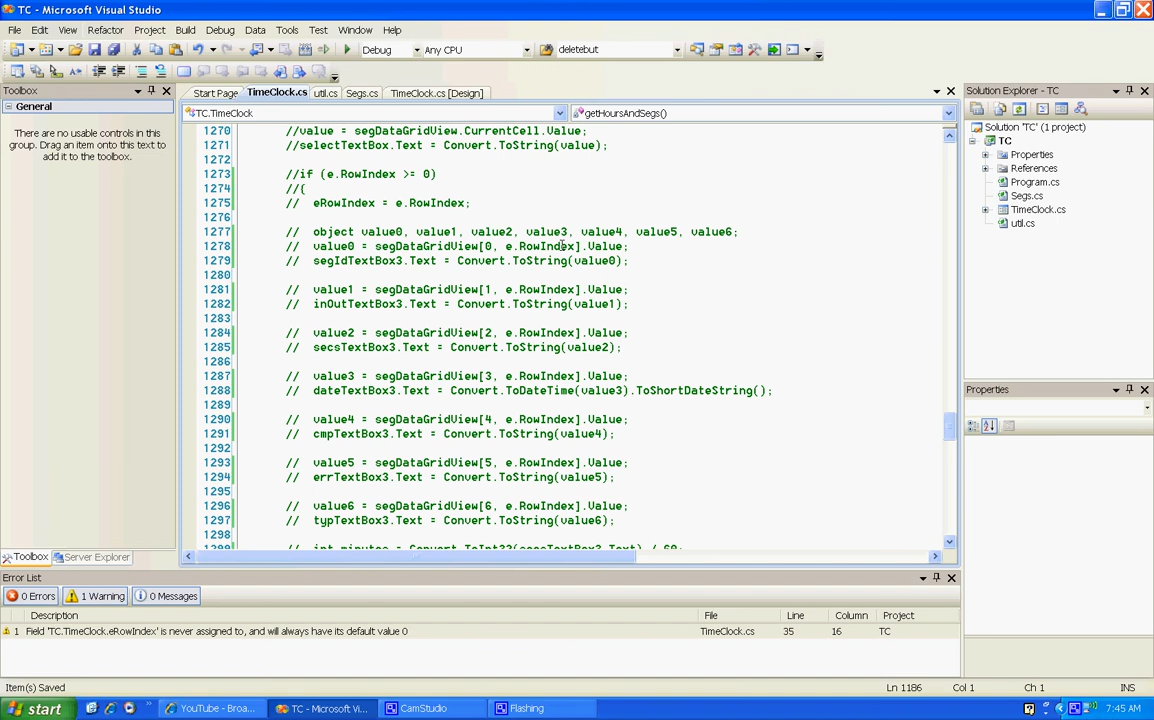 TC - Microsoft Visual Studio
File Edit View Refactor Project Build Debug Data Tools Test Window Help
Debug Any CPU deletebut
Toolbox
General
There are no usable controls in this
group. Drag an item onto this text to
add it to the toolbox.
Toolbox Server Explorer
Start Page TimeClock.cs util.cs Segs.cs TimeClock.cs [Design]
TC.TimeClock getHoursAndSegs()
1270 //value = segDataGridView.CurrentCell.Value;
1271 //selectTextBox.Text = Convert.ToString(value);
1272
1273 //if (e.RowIndex >= 0)
1274 //{
1275 // eRowIndex = e.RowIndex;
1276
1277 // object value0, value1, value2, value3, value4, value5, value6;
1278 // value0 = segDataGridView[0, e.RowIndex].Value;
1279 // segIdTextBox3.Text = Convert.ToString(value0);
1280
1281 // value1 = segDataGridView[1, e.RowIndex].Value;
1282 // inOutTextBox3.Text = Convert.ToString(value1);
1283
1284 // value2 = segDataGridView[2, e.RowIndex].Value;
1285 // secsTextBox3.Text = Convert.ToString(value2);
1286
1287 // value3 = segDataGridView[3, e.RowIndex].Value;
1288 // dateTextBox3.Text = Convert.ToDateTime(value3).ToShortDateString();
1289
1290 // value4 = segDataGridView[4, e.RowIndex].Value;
1291 // cmpTextBox3.Text = Convert.ToString(value4);
1292
1293 // value5 = segDataGridView[5, e.RowIndex].Value;
1294 // errTextBox3.Text = Convert.ToString(value5);
1295
1296 // value6 = segDataGridView[6, e.RowIndex].Value;
1297 // typTextBox3.Text = Convert.ToString(value6);
1298
1299 // int minutes = Convert.ToInt32(secsTextBox3.Text) / 60;
Solution Explorer - TC
Solution 'TC' (1 project)
TC
Properties
References
Program.cs
Segs.cs
TimeClock.cs
util.cs
Properties
Error List
0 Errors 1 Warning 0 Messages
Description File Line Column Project
1 Field 'TC.TimeClock.eRowIndex' is never assigned to, and will always have its default value 0 TimeClock.cs 35 16 TC
Item(s) Saved Ln 1186 Col 1 Ch 1 INS
start YouTube - Broa... TC - Microsoft Vis... CamStudio Flashing 7:45 AM